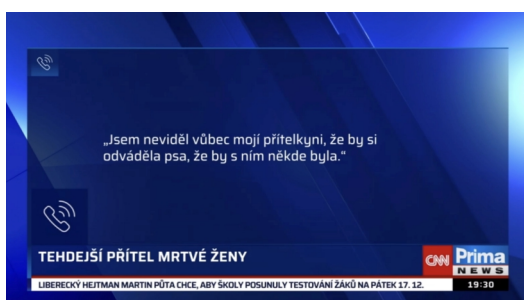 „Jsem neviděl vůbec mojí přítelkyni, že by si
odváděla psa, že by s ním někde byla.“
TEHDEJŠÍ PŘÍTEL MRTVÉ ŽENY
CNN Prima
NEWS
LIBERECKÝ HEJTMAN MARTIN PŮTA CHCE, ABY ŠKOLY POSUNULY TESTOVÁNÍ ŽÁKŮ NA PÁTEK 17. 12.
19:30